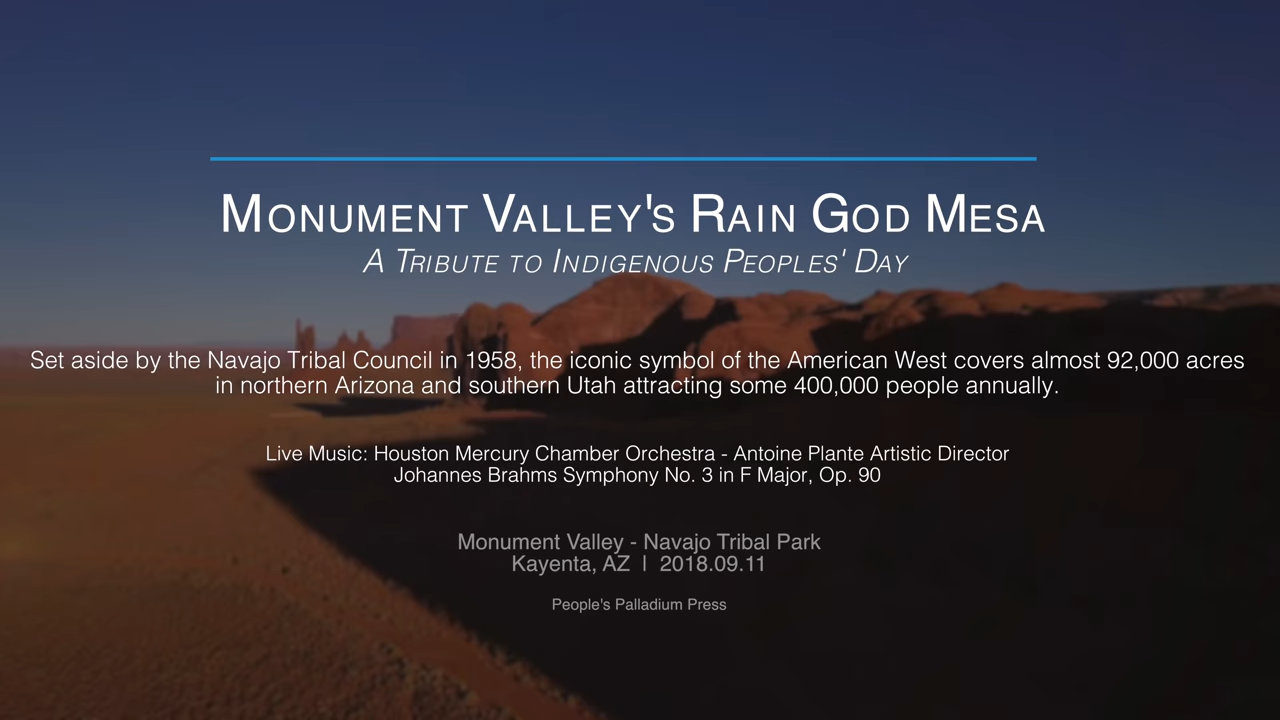 Monument Valley's Rain God Mesa
A Tribute to Indigenous Peoples' Day
Set aside by the Navajo Tribal Council in 1958, the iconic symbol of the American West covers almost 92,000 acres
in northern Arizona and southern Utah attracting some 400,000 people annually.
Live Music: Houston Mercury Chamber Orchestra - Antoine Plante Artistic Director
Johannes Brahms Symphony No. 3 in F Major, Op. 90
Monument Valley - Navajo Tribal Park
Kayenta, AZ | 2018.09.11
People's Palladium Press